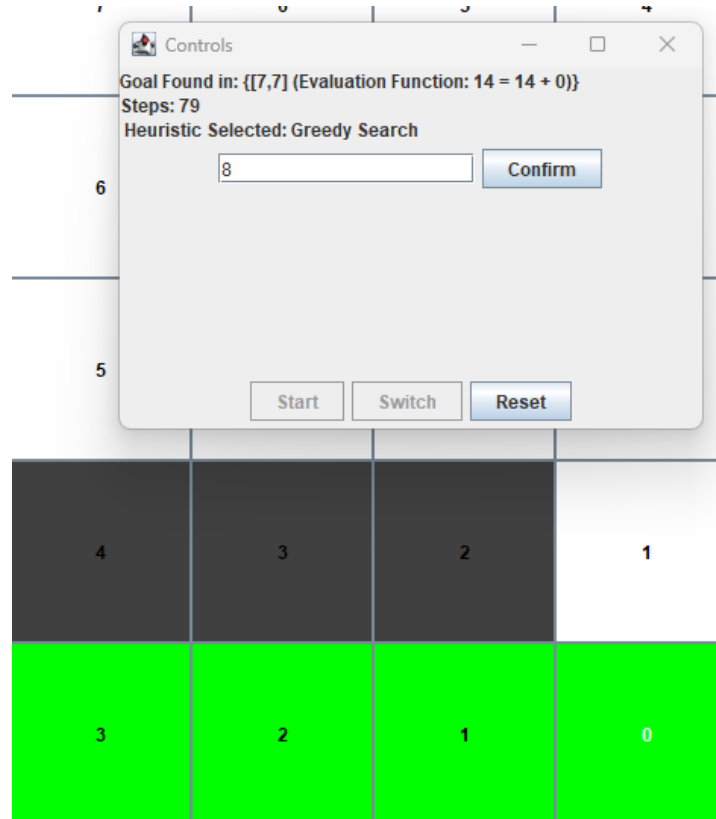 Controls
Goal Found in: {[7,7] (Evaluation Function: 14 = 14 + 0)}
Steps: 79
Heuristic Selected: Greedy Search
8 Confirm
6
5
Start Switch Reset
4 3 2 1
3 2 1 0